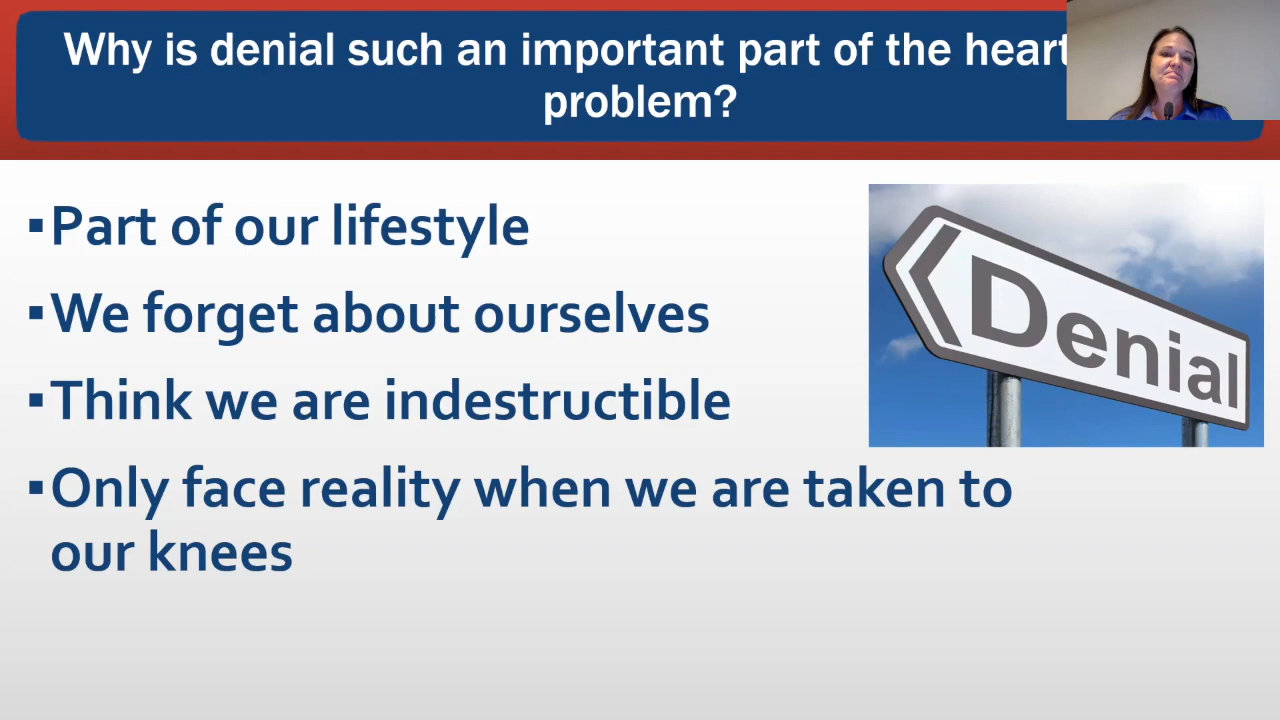 Why is denial such an important part of the heart
problem?
▪Part of our lifestyle
▪We forget about ourselves
▪Think we are indestructible
▪Only face reality when we are taken to
our knees
Denial